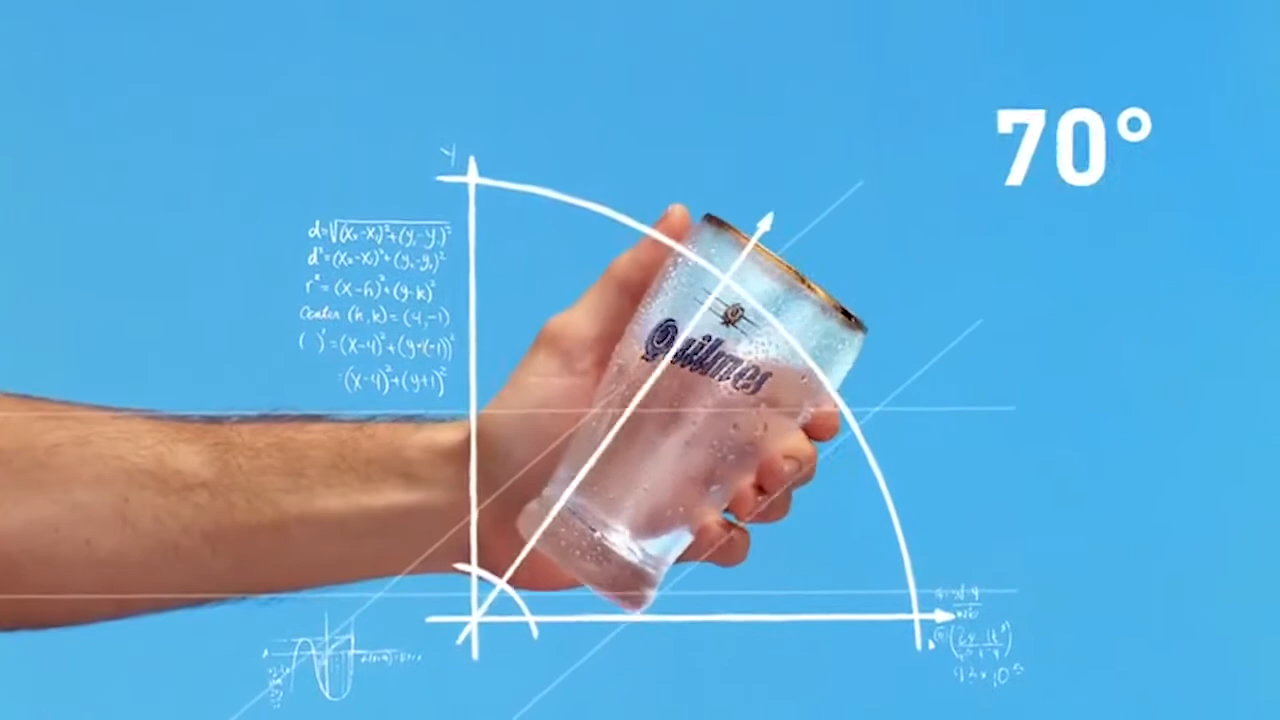 70°
Y
d=√(x₂-x₁)²+(y₂-y₁)²
d²=(x₂-x₁)²+(y₂-y₁)²
r²=(x-h)²+(y-k)²
center (h,k)=(4,-1)
( )²=(x-4)²+(y-(-1))²
=(x-4)²+(y+1)²
Quilmes